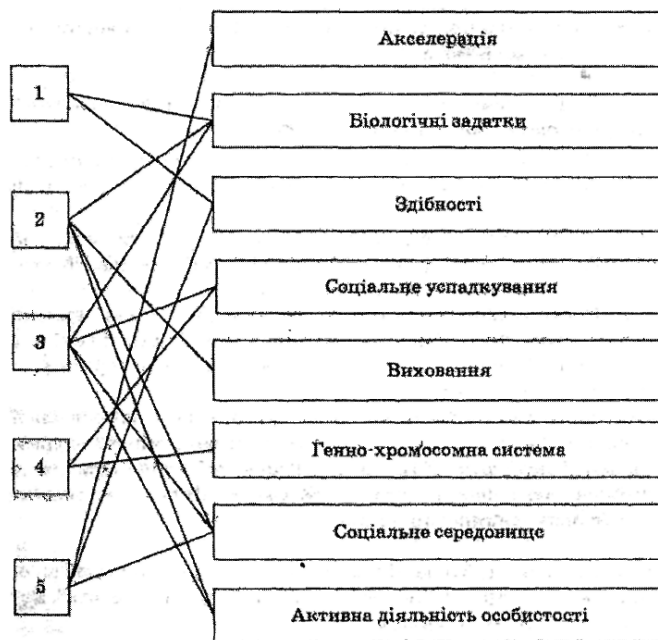 Акселерація
1
Біологічні задатки
2
Здібності
Соціальне успадкування
3
Виховання
4
Генно-хромосомна система
Соціальне середовище
5
Активна діяльність особистості